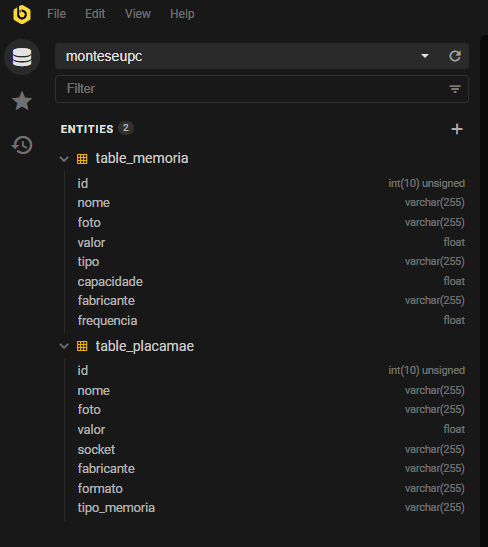 File Edit View Help
monteseupc
Filter
ENTITIES 2
table_memoria
id int(10) unsigned
nome varchar(255)
foto varchar(255)
valor float
tipo varchar(255)
capacidade float
fabricante varchar(255)
frequencia float
table_placamae
id int(10) unsigned
nome varchar(255)
foto varchar(255)
valor float
socket varchar(255)
fabricante varchar(255)
formato varchar(255)
tipo_memoria varchar(255)